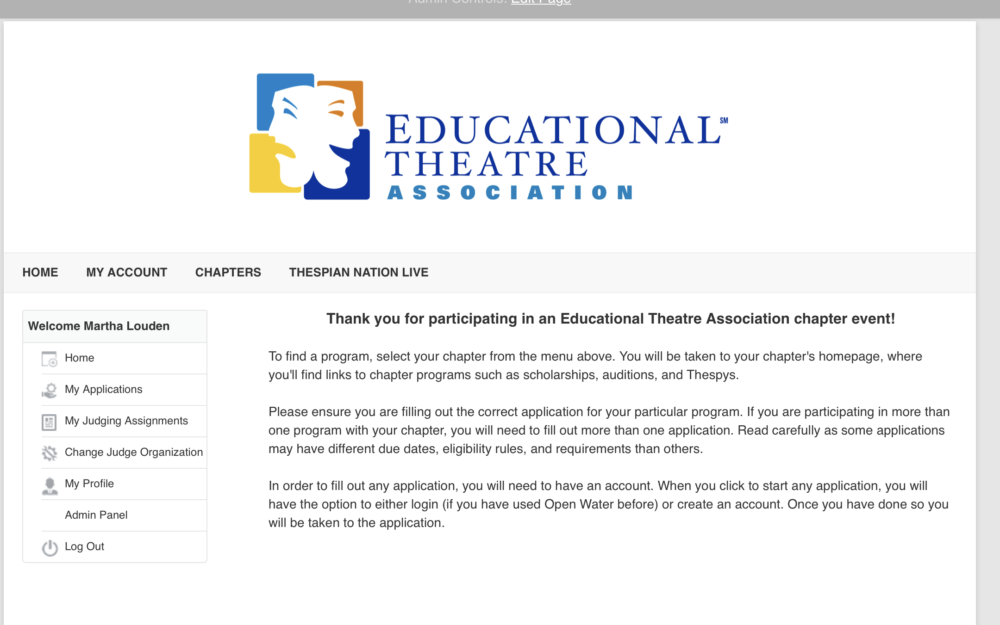 Admin Controls: Edit Page
EDUCATIONAL SM
THEATRE
ASSOCIATION
HOME MY ACCOUNT CHAPTERS THESPIAN NATION LIVE
Welcome Martha Louden
Home
My Applications
My Judging Assignments
Change Judge Organization
My Profile
Admin Panel
Log Out
Thank you for participating in an Educational Theatre Association chapter event!
To find a program, select your chapter from the menu above. You will be taken to your chapter's homepage, where
you'll find links to chapter programs such as scholarships, auditions, and Thespys.
Please ensure you are filling out the correct application for your particular program. If you are participating in more than
one program with your chapter, you will need to fill out more than one application. Read carefully as some applications
may have different due dates, eligibility rules, and requirements than others.
In order to fill out any application, you will need to have an account. When you click to start any application, you will
have the option to either login (if you have used Open Water before) or create an account. Once you have done so you
will be taken to the application.